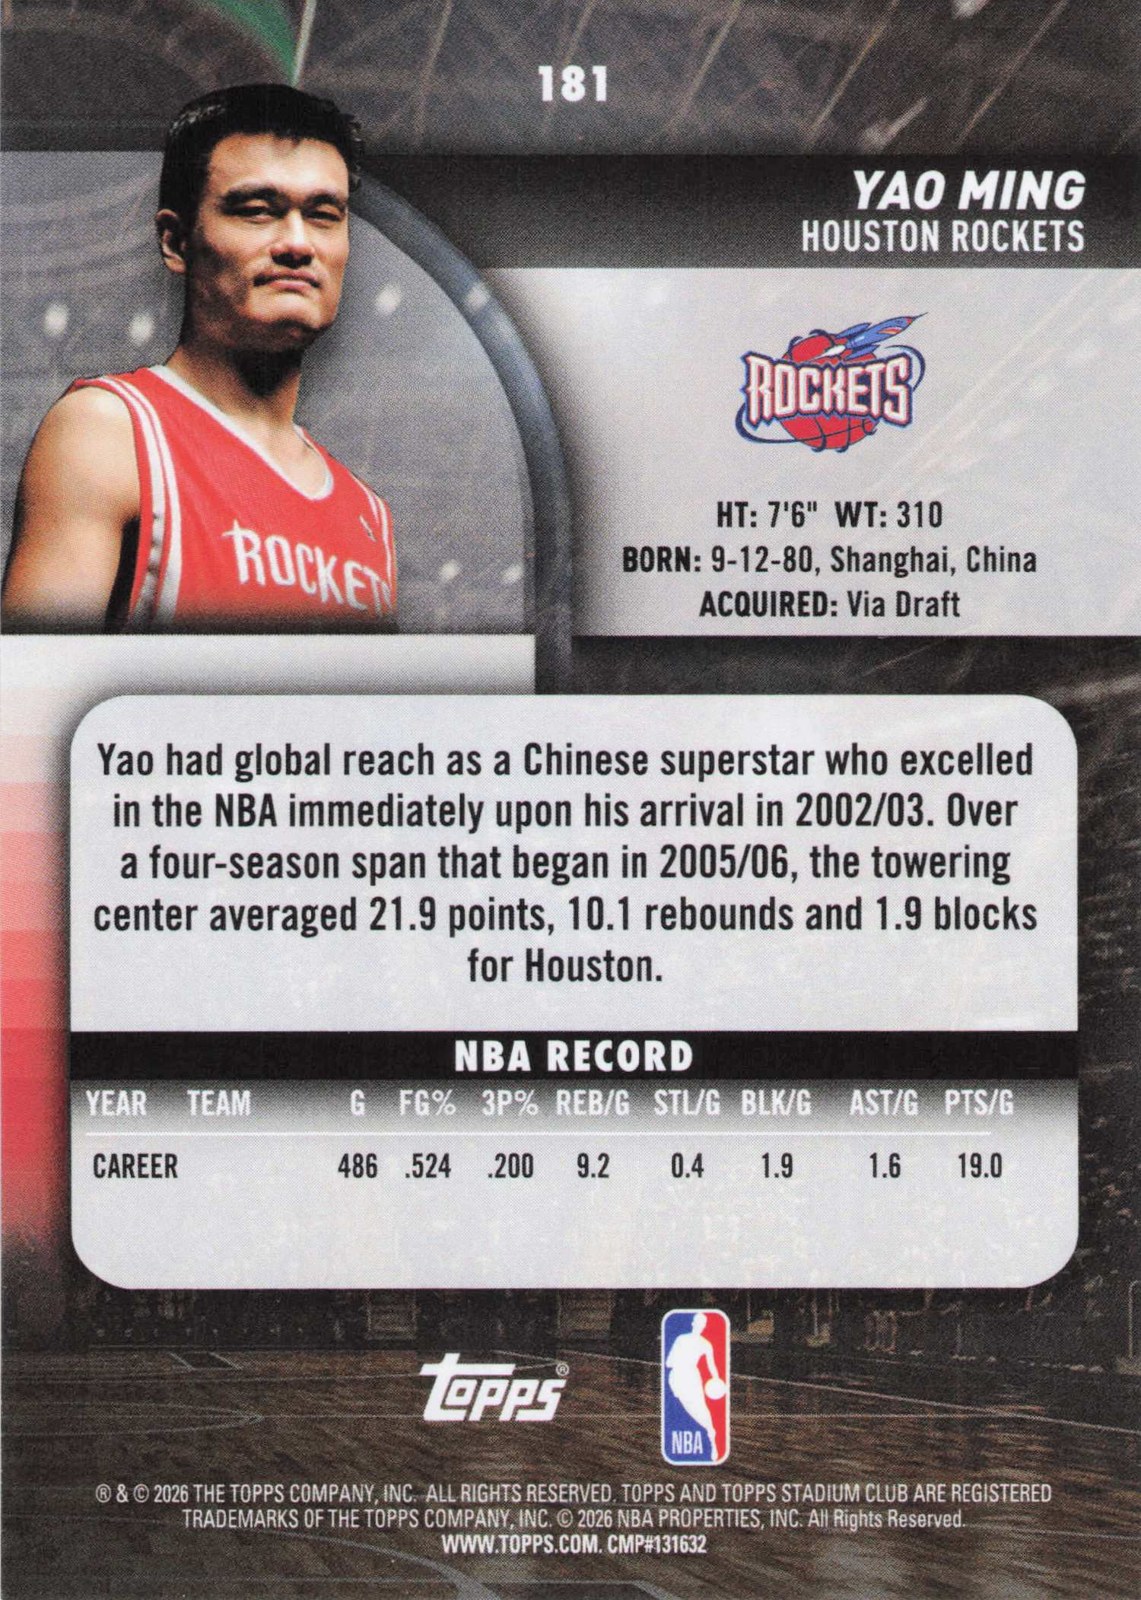 181
YAO MING
HOUSTON ROCKETS
ROCKETS
HT: 7'6" WT: 310
BORN: 9-12-80, Shanghai, China
ACQUIRED: Via Draft
ROCKETS
Yao had global reach as a Chinese superstar who excelled
in the NBA immediately upon his arrival in 2002/03. Over
a four-season span that began in 2005/06, the towering
center averaged 21.9 points, 10.1 rebounds and 1.9 blocks
for Houston.
NBA RECORD
YEAR TEAM G FG% 3P% REB/G STL/G BLK/G AST/G PTS/G
CAREER 486 .524 .200 9.2 0.4 1.9 1.6 19.0
Topps®
NBA
® & © 2026 THE TOPPS COMPANY, INC. ALL RIGHTS RESERVED. TOPPS AND TOPPS STADIUM CLUB ARE REGISTERED
TRADEMARKS OF THE TOPPS COMPANY, INC. © 2026 NBA PROPERTIES, INC. All Rights Reserved.
WWW.TOPPS.COM. CMP#131632